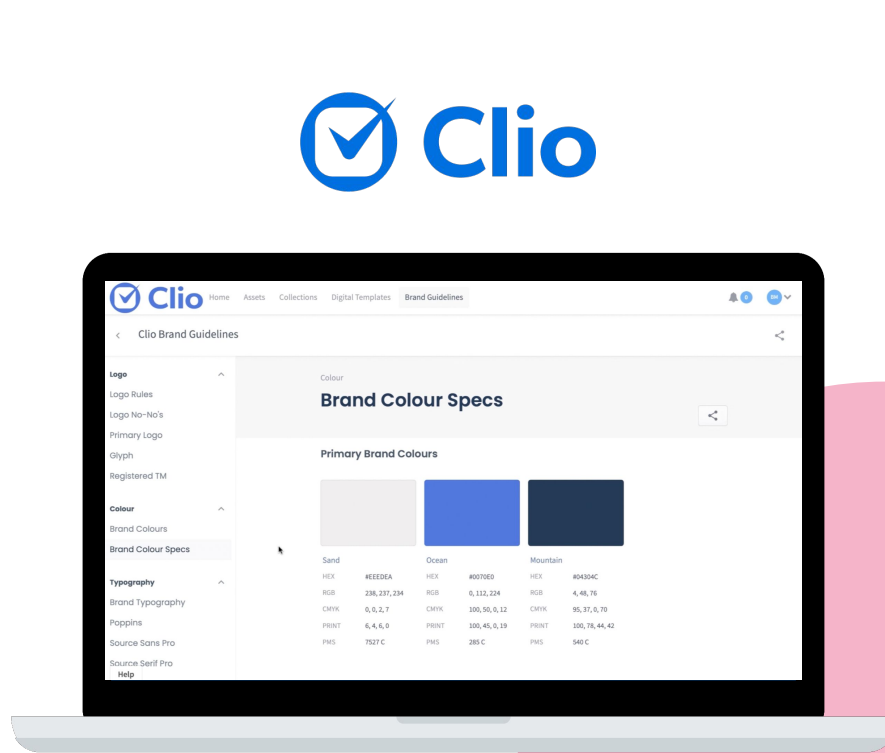 Clio
Clio Home Assets Collections Digital Templates Brand Guidelines
Clio Brand Guidelines
Logo
Logo Rules
Logo No-No's
Primary Logo
Glyph
Registered TM
Colour
Brand Colours
Brand Colour Specs
Typography
Brand Typography
Poppins
Source Sans Pro
Source Serif Pro
Help
Colour
Brand Colour Specs
Primary Brand Colours
Sand Ocean Mountain
HEX #EEEDEA HEX #0070E0 HEX #04304C
RGB 238, 237, 234 RGB 0, 112, 224 RGB 4, 48, 76
CMYK 0, 0, 2, 7 CMYK 100, 50, 0, 12 CMYK 95, 37, 0, 70
PRINT 6, 4, 6, 0 PRINT 100, 45, 0, 19 PRINT 100, 78, 44, 42
PMS 7527 C PMS 285 C PMS 540 C